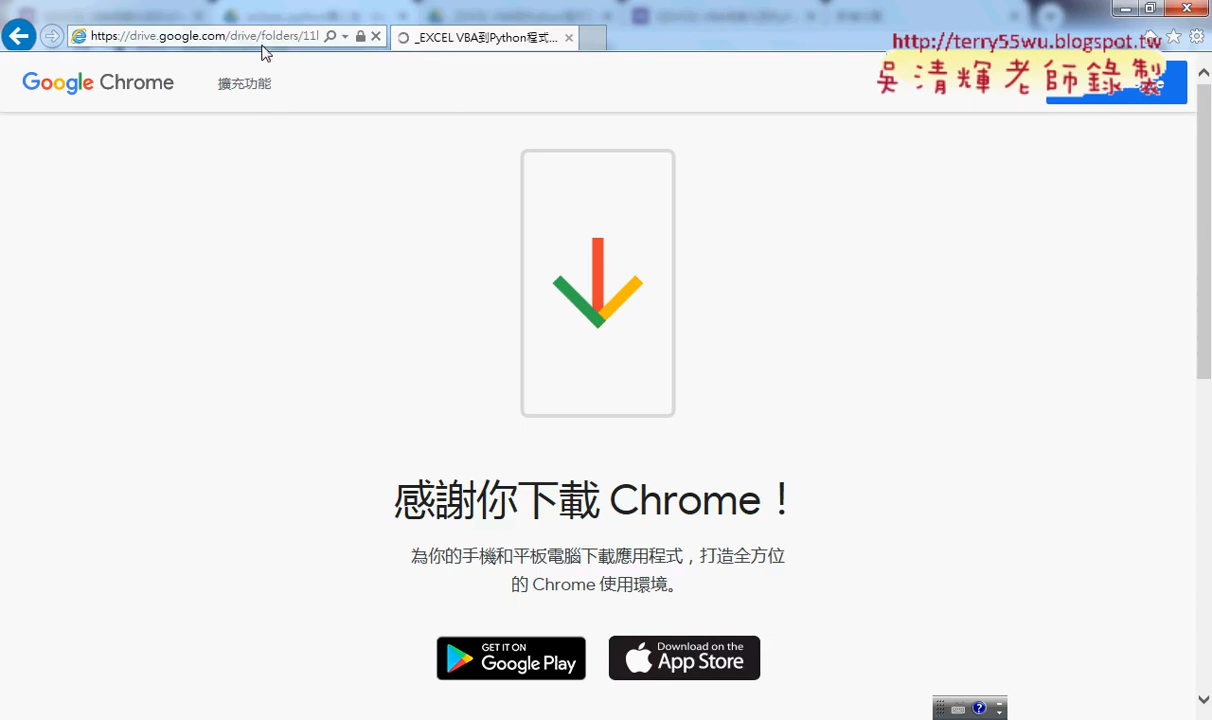 https://drive.google.com/drive/folders/11l
_EXCEL VBA到Python程式...
http://terry55wu.blogspot.tw
吳清輝老師錄製
Google Chrome
擴充功能
感謝你下載 Chrome！
為你的手機和平板電腦下載應用程式，打造全方位
的 Chrome 使用環境。
GET IT ON
Google Play
Download on the
App Store